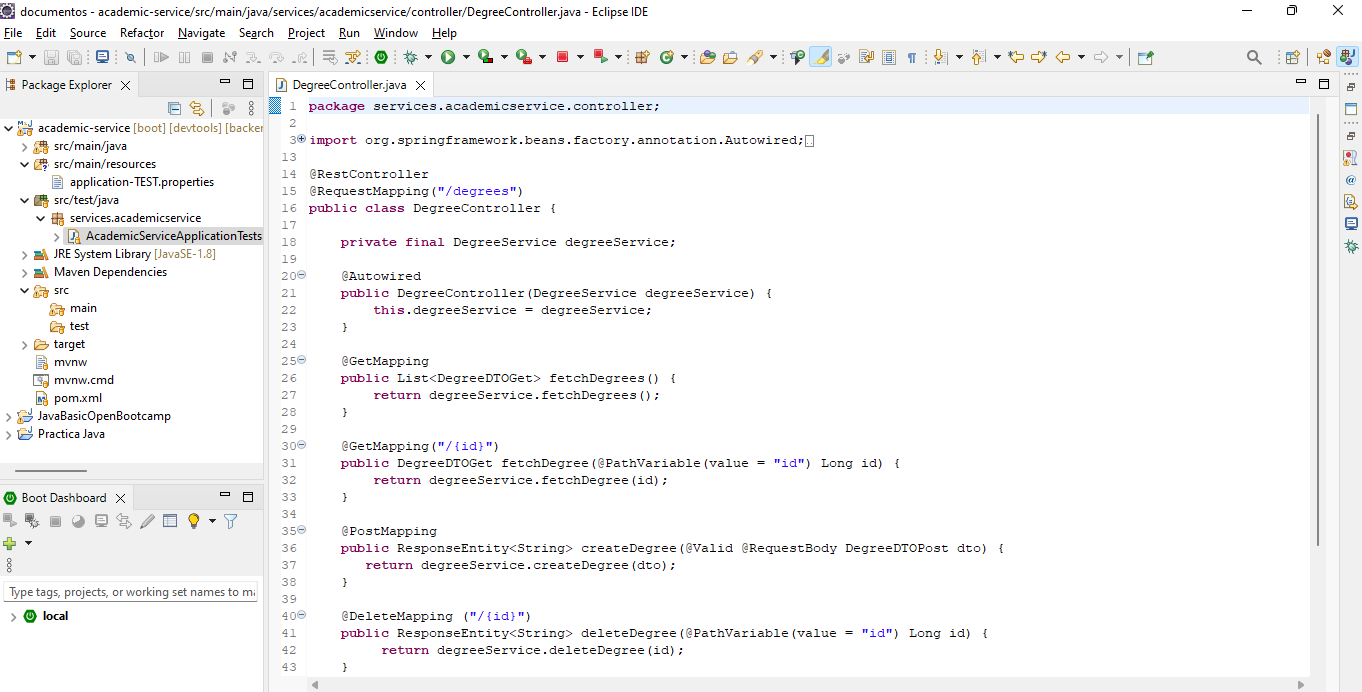 documentos - academic-service/src/main/java/services/academicservice/controller/DegreeController.java - Eclipse IDE
File Edit Source Refactor Navigate Search Project Run Window Help
Package Explorer
academic-service [boot] [devtools] [backen
src/main/java
src/main/resources
application-TEST.properties
src/test/java
services.academicservice
AcademicServiceApplicationTests
JRE System Library [JavaSE-1.8]
Maven Dependencies
src
main
test
target
mvnw
mvnw.cmd
pom.xml
JavaBasicOpenBootcamp
Practica Java
Boot Dashboard
Type tags, projects, or working set names to ma
local
DegreeController.java
1 package services.academicservice.controller;
2
3 import org.springframework.beans.factory.annotation.Autowired;
13
14 @RestController
15 @RequestMapping("/degrees")
16 public class DegreeController {
17
18     private final DegreeService degreeService;
19
20     @Autowired
21     public DegreeController(DegreeService degreeService) {
22         this.degreeService = degreeService;
23     }
24
25     @GetMapping
26     public List<DegreeDTOGet> fetchDegrees() {
27         return degreeService.fetchDegrees();
28     }
29
30     @GetMapping("/{id}")
31     public DegreeDTOGet fetchDegree(@PathVariable(value = "id") Long id) {
32         return degreeService.fetchDegree(id);
33     }
34
35     @PostMapping
36     public ResponseEntity<String> createDegree(@Valid @RequestBody DegreeDTOPost dto) {
37        return degreeService.createDegree(dto);
38     }
39
40     @DeleteMapping ("/{id}")
41     public ResponseEntity<String> deleteDegree(@PathVariable(value = "id") Long id) {
42          return degreeService.deleteDegree(id);
43     }